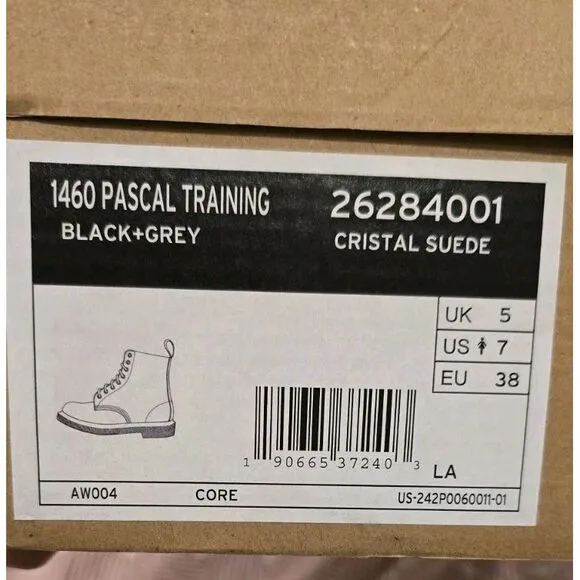 1460 PASCAL TRAINING 26284001
BLACK+GREY CRISTAL SUEDE
UK 5
US 7
EU 38
1 90665 37240 3
LA
AW004 CORE US-242P0060011-01